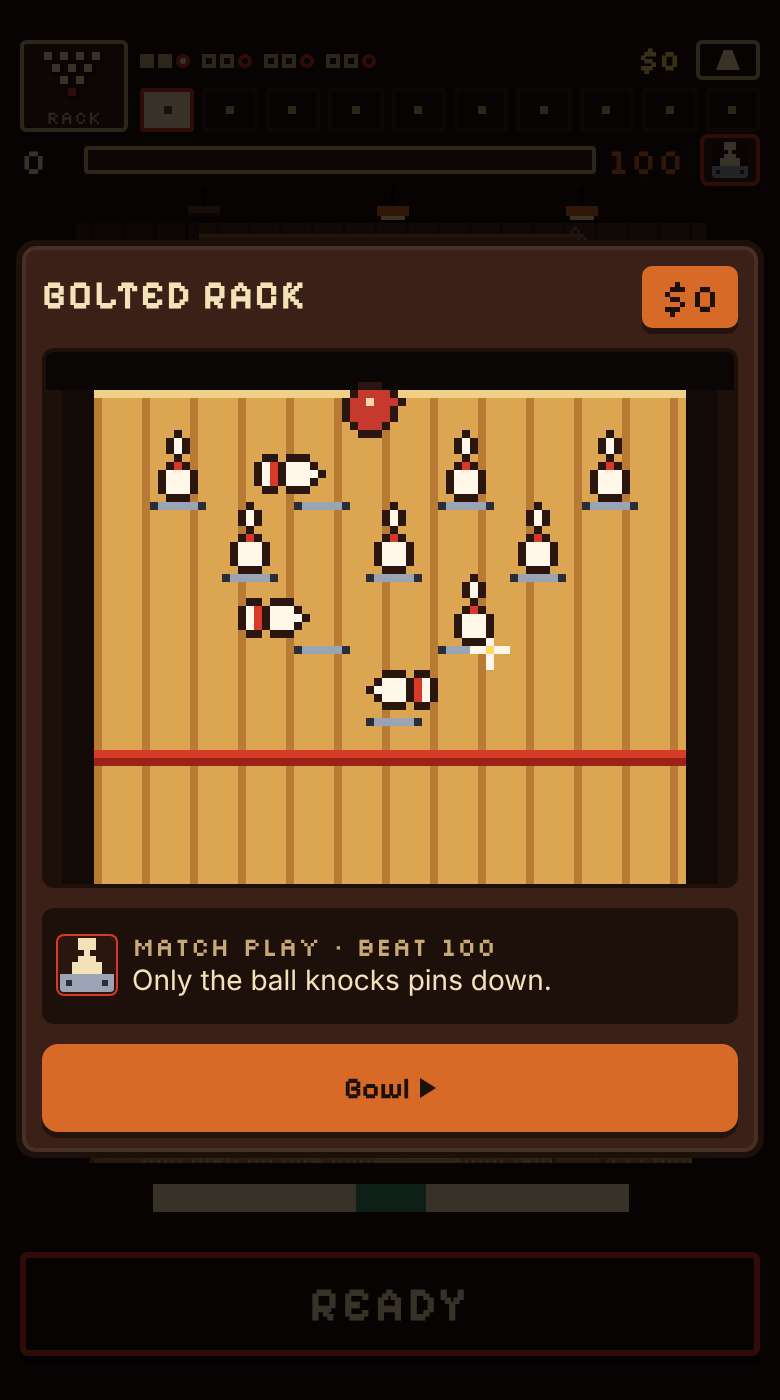 $0
RACK
0
100
BOLTED RACK
$0
MATCH PLAY · BEAT 100
Only the ball knocks pins down.
Bowl ▶
READY